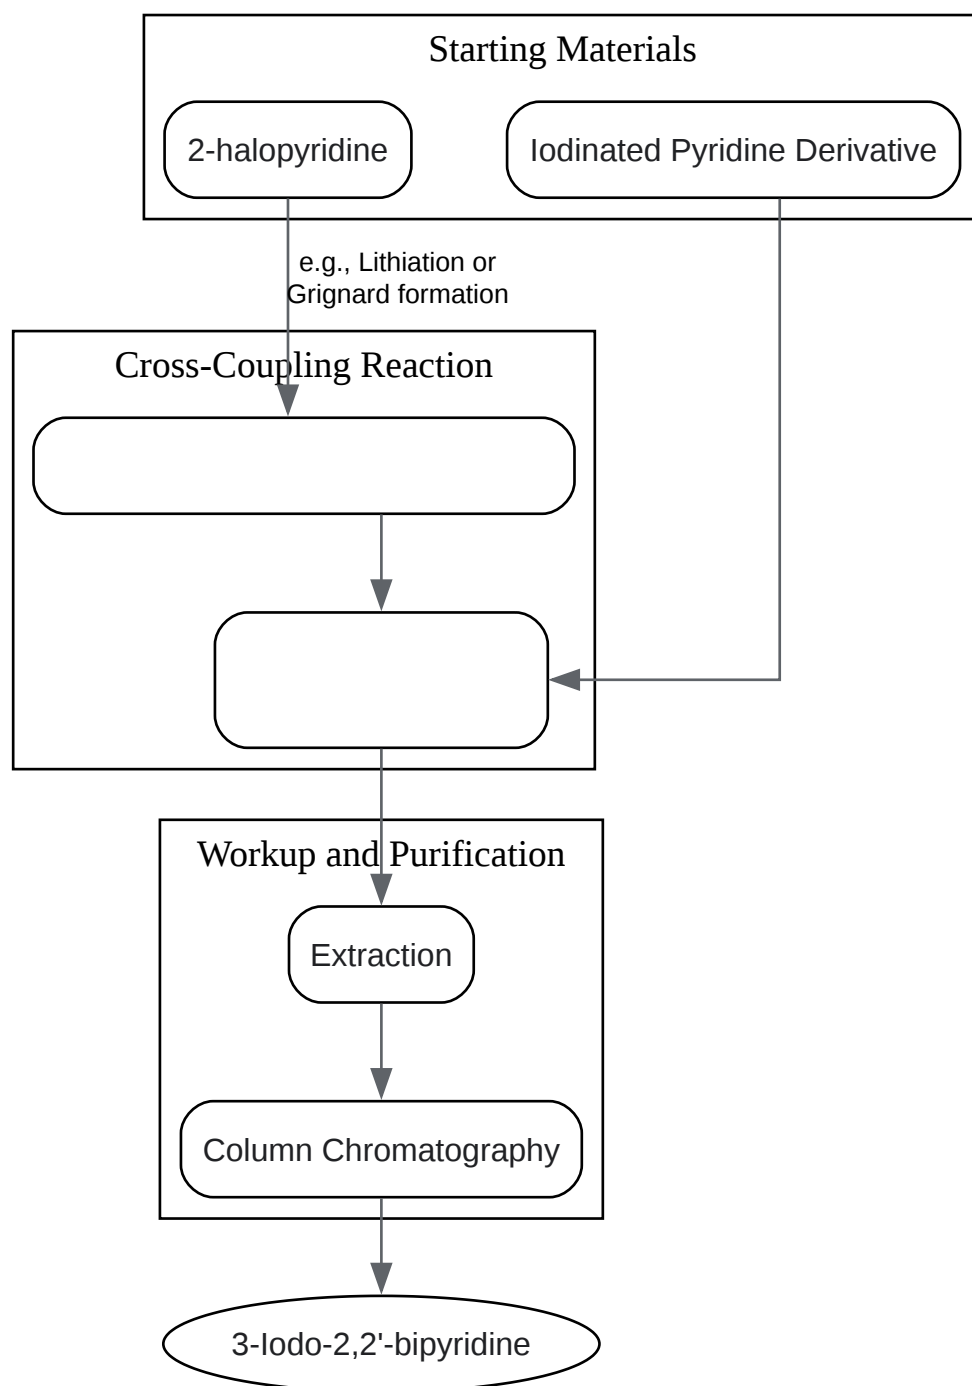 Starting Materials
2-halopyridine
Iodinated Pyridine Derivative
e.g., Lithiation or
Grignard formation
Cross-Coupling Reaction
Workup and Purification
Extraction
Column Chromatography
3-Iodo-2,2'-bipyridine